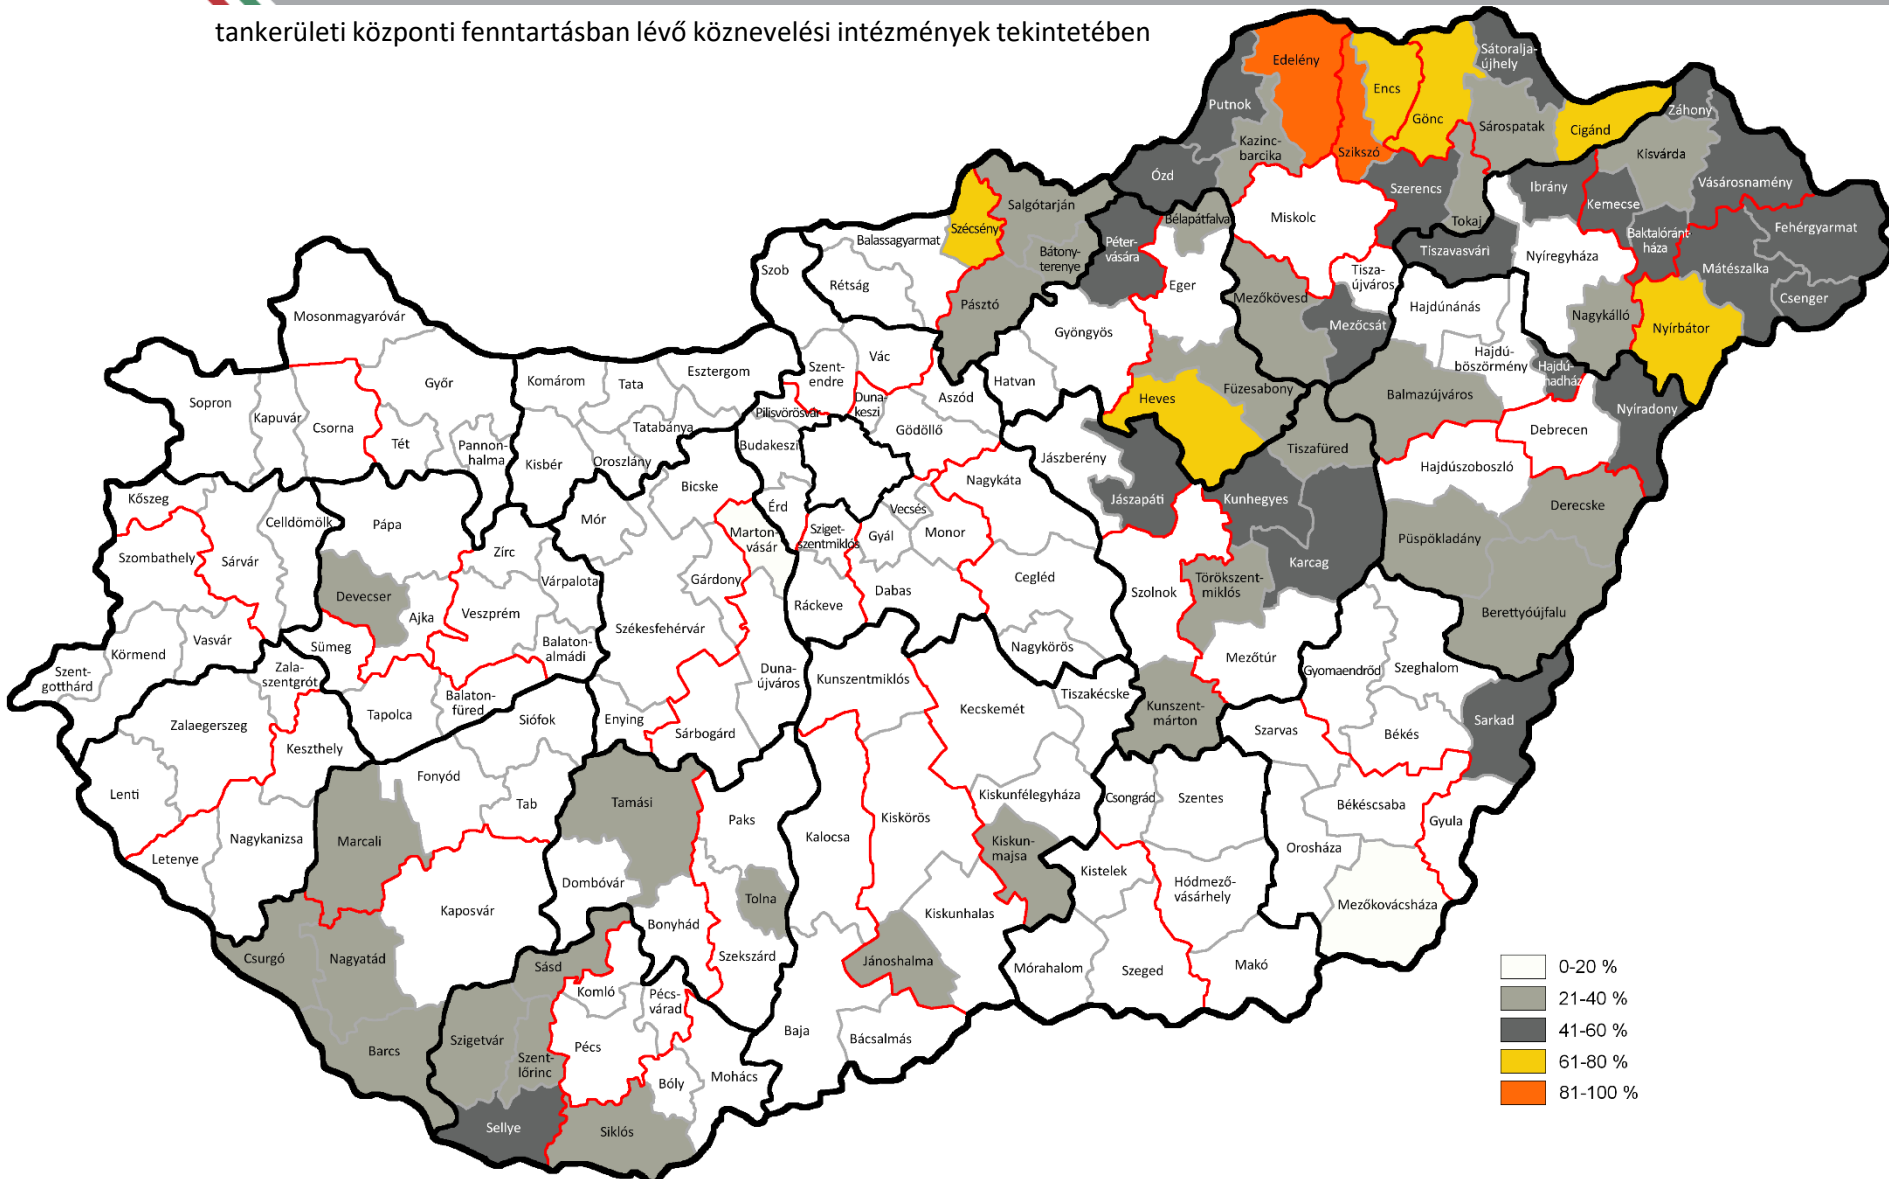 tankerületi központi fenntartásban lévő köznevelési intézmények tekintetében
Edelény
Encs
Gönc
Sátoralja-
újhely
Putnok
Kazinc-
barcika
Szikszó
Sárospatak
Cigánd
Záhony
Kisvárda
Ózd
Szerencs
Tokaj
Ibrány
Kemecse
Vásárosnamény
Salgótarján
Szécsény
Bátony-
terenye
Pásztó
Balassagyarmat
Rétság
Szob
Péter-
vására
Bélapátfalva
Miskolc
Eger
Mezőkövesd
Tisza-
újváros
Mezőcsát
Tiszavasvári
Nyíregyháza
Baktalóránt-
háza
Fehérgyarmat
Mátészalka
Csenger
Nagykálló
Nyírbátor
Hajdúnánás
Hajdú-
böszörmény
Hajdú-
hadház
Balmazújváros
Nyíradony
Debrecen
Hajdúszoboszló
Derecske
Püspökladány
Berettyóújfalu
Gyöngyös
Hatvan
Heves
Füzesabony
Tiszafüred
Mosonmagyaróvár
Sopron
Kapuvár
Csorna
Győr
Tét
Pannon-
halma
Komárom
Tata
Esztergom
Tatabánya
Kisbér
Oroszlány
Szent-
endre
Vác
Duna-
keszi
Aszód
Pilisvörösvár
Budakeszi
Gödöllő
Érd
Sziget-
szentmiklós
Vecsés
Gyál
Monor
Nagykáta
Ráckeve
Dabas
Cegléd
Nagykörös
Jászberény
Jászapáti
Kunhegyes
Karcag
Szolnok
Törökszent-
miklós
Mezőtúr
Kunszent-
márton
Kőszeg
Celldömölk
Szombathely
Sárvár
Körmend
Vasvár
Szent-
gotthárd
Pápa
Devecser
Ajka
Zirc
Várpalota
Veszprém
Balaton-
almádi
Sümeg
Tapolca
Balaton-
füred
Mór
Bicske
Marton-
vásár
Gárdony
Székesfehérvár
Duna-
újváros
Enying
Sárbogárd
Zala-
szentgrót
Zalaegerszeg
Keszthely
Lenti
Letenye
Nagykanizsa
Siófok
Fonyód
Tab
Marcali
Kaposvár
Csurgó
Nagyatád
Barcs
Tamási
Paks
Dombóvár
Tolna
Bonyhád
Szekszárd
Sásd
Komló
Pécs-
várad
Szigetvár
Szent-
lőrinc
Pécs
Bóly
Mohács
Sellye
Siklós
Kunszentmiklós
Kecskemét
Tiszakécske
Kalocsa
Kiskörös
Kiskunfélegyháza
Kiskun-
majsa
Kiskunhalas
Jánoshalma
Baja
Bácsalmás
Csongrád
Szentes
Kistelek
Hódmező-
vásárhely
Mórahalom
Szeged
Makó
Gyomaendrőd
Szeghalom
Szarvas
Békés
Sarkad
Békéscsaba
Gyula
Orosháza
Mezőkovácsháza
0-20 %
21-40 %
41-60 %
61-80 %
81-100 %